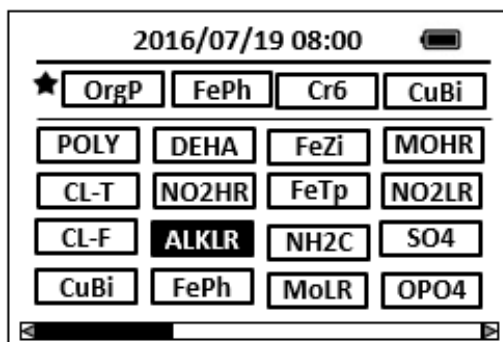 2016/07/19 08:00
OrgP FePh Cr6 CuBi
POLY DEHA FeZi MOHR
CL-T NO2HR FeTp NO2LR
CL-F ALKLR NH2C SO4
CuBi FePh MoLR OPO4